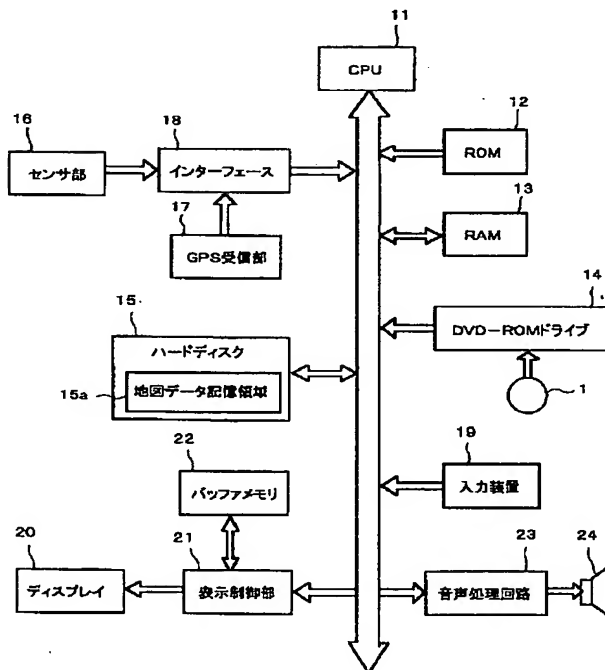 11
CPU
16
センサ部
18
インターフェース
12
ROM
17
GPS受信部
13
RAM
14
DVD－ROMドライブ
1
15
ハードディスク
15a
地図データ記憶領域
22
バッファメモリ
19
入力装置
20
ディスプレイ
21
表示制御部
23
音声処理回路
24